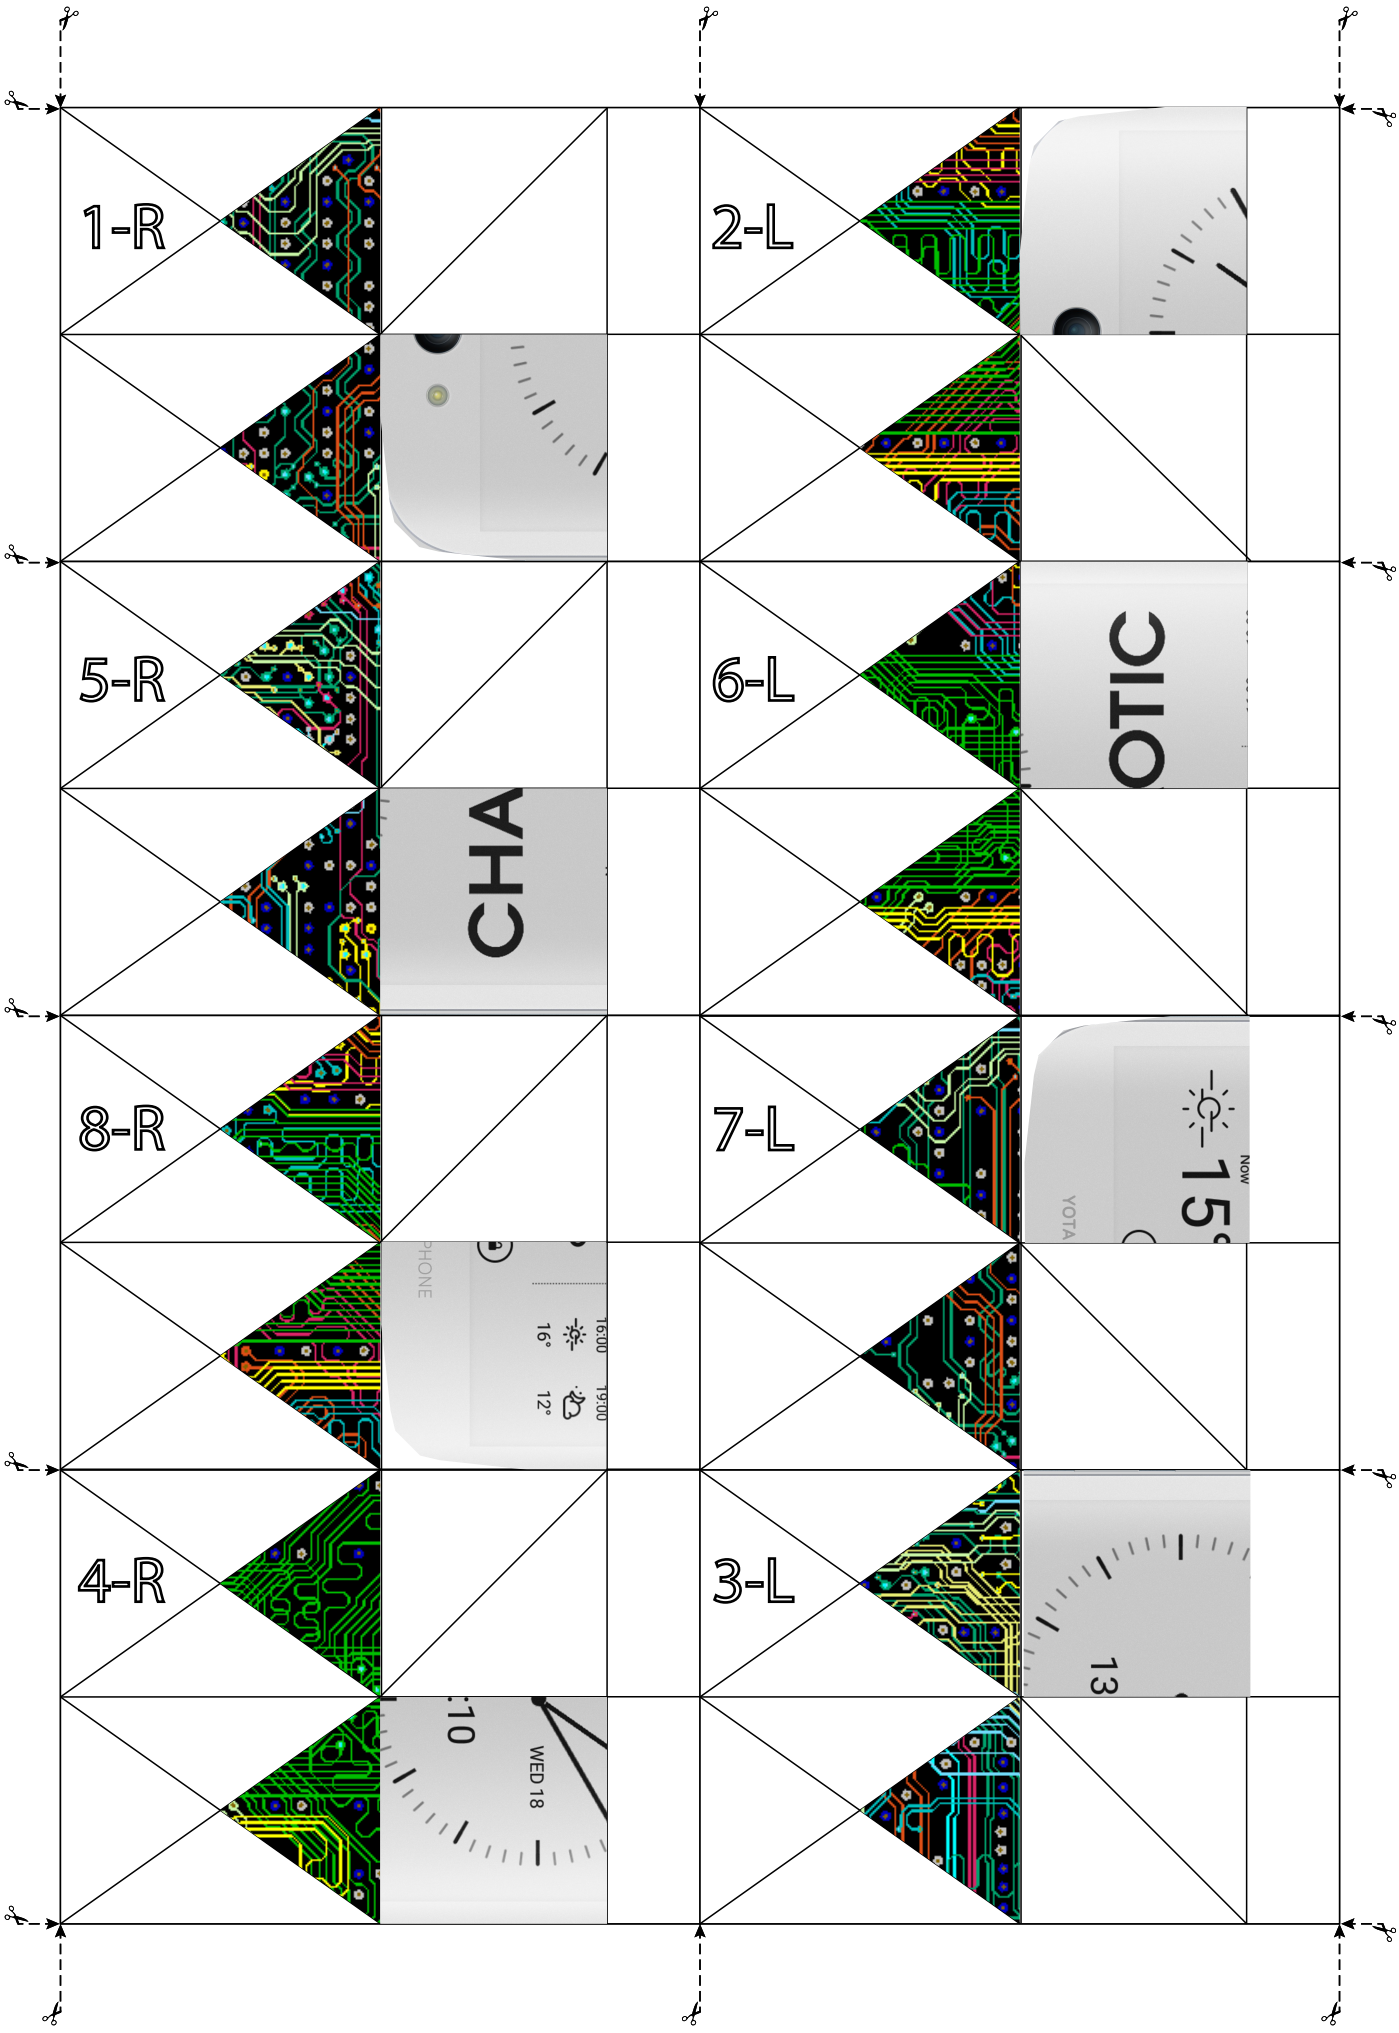 1-R
2-L
5-R
6-L
OTIC
CHA
8-R
7-L
Now
15°
YOTA
PHONE
16:00
16°
19:00
12°
4-R
3-L
13
:10
WED 18